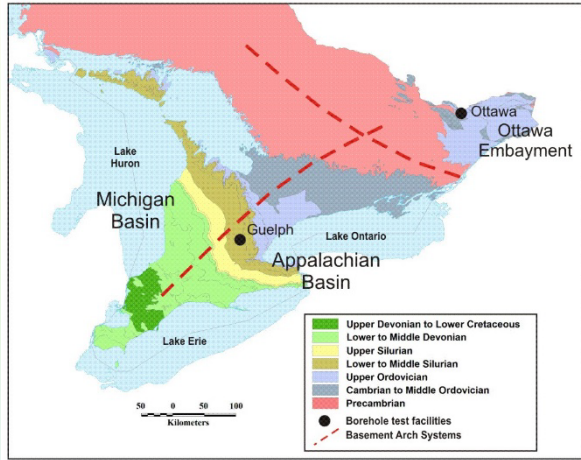 Ottawa
Ottawa
Embayment
Lake
Huron
Michigan
Basin
Guelph
Lake Ontario
Appalachian
Basin
Lake Erie
Upper Devonian to Lower Cretaceous
Lower to Middle Devonian
Upper Silurian
Lower to Middle Silurian
Upper Ordovician
Cambrian to Middle Ordovician
Precambrian
Borehole test facilities
Basement Arch Systems
50 0 50 100
Kilometers